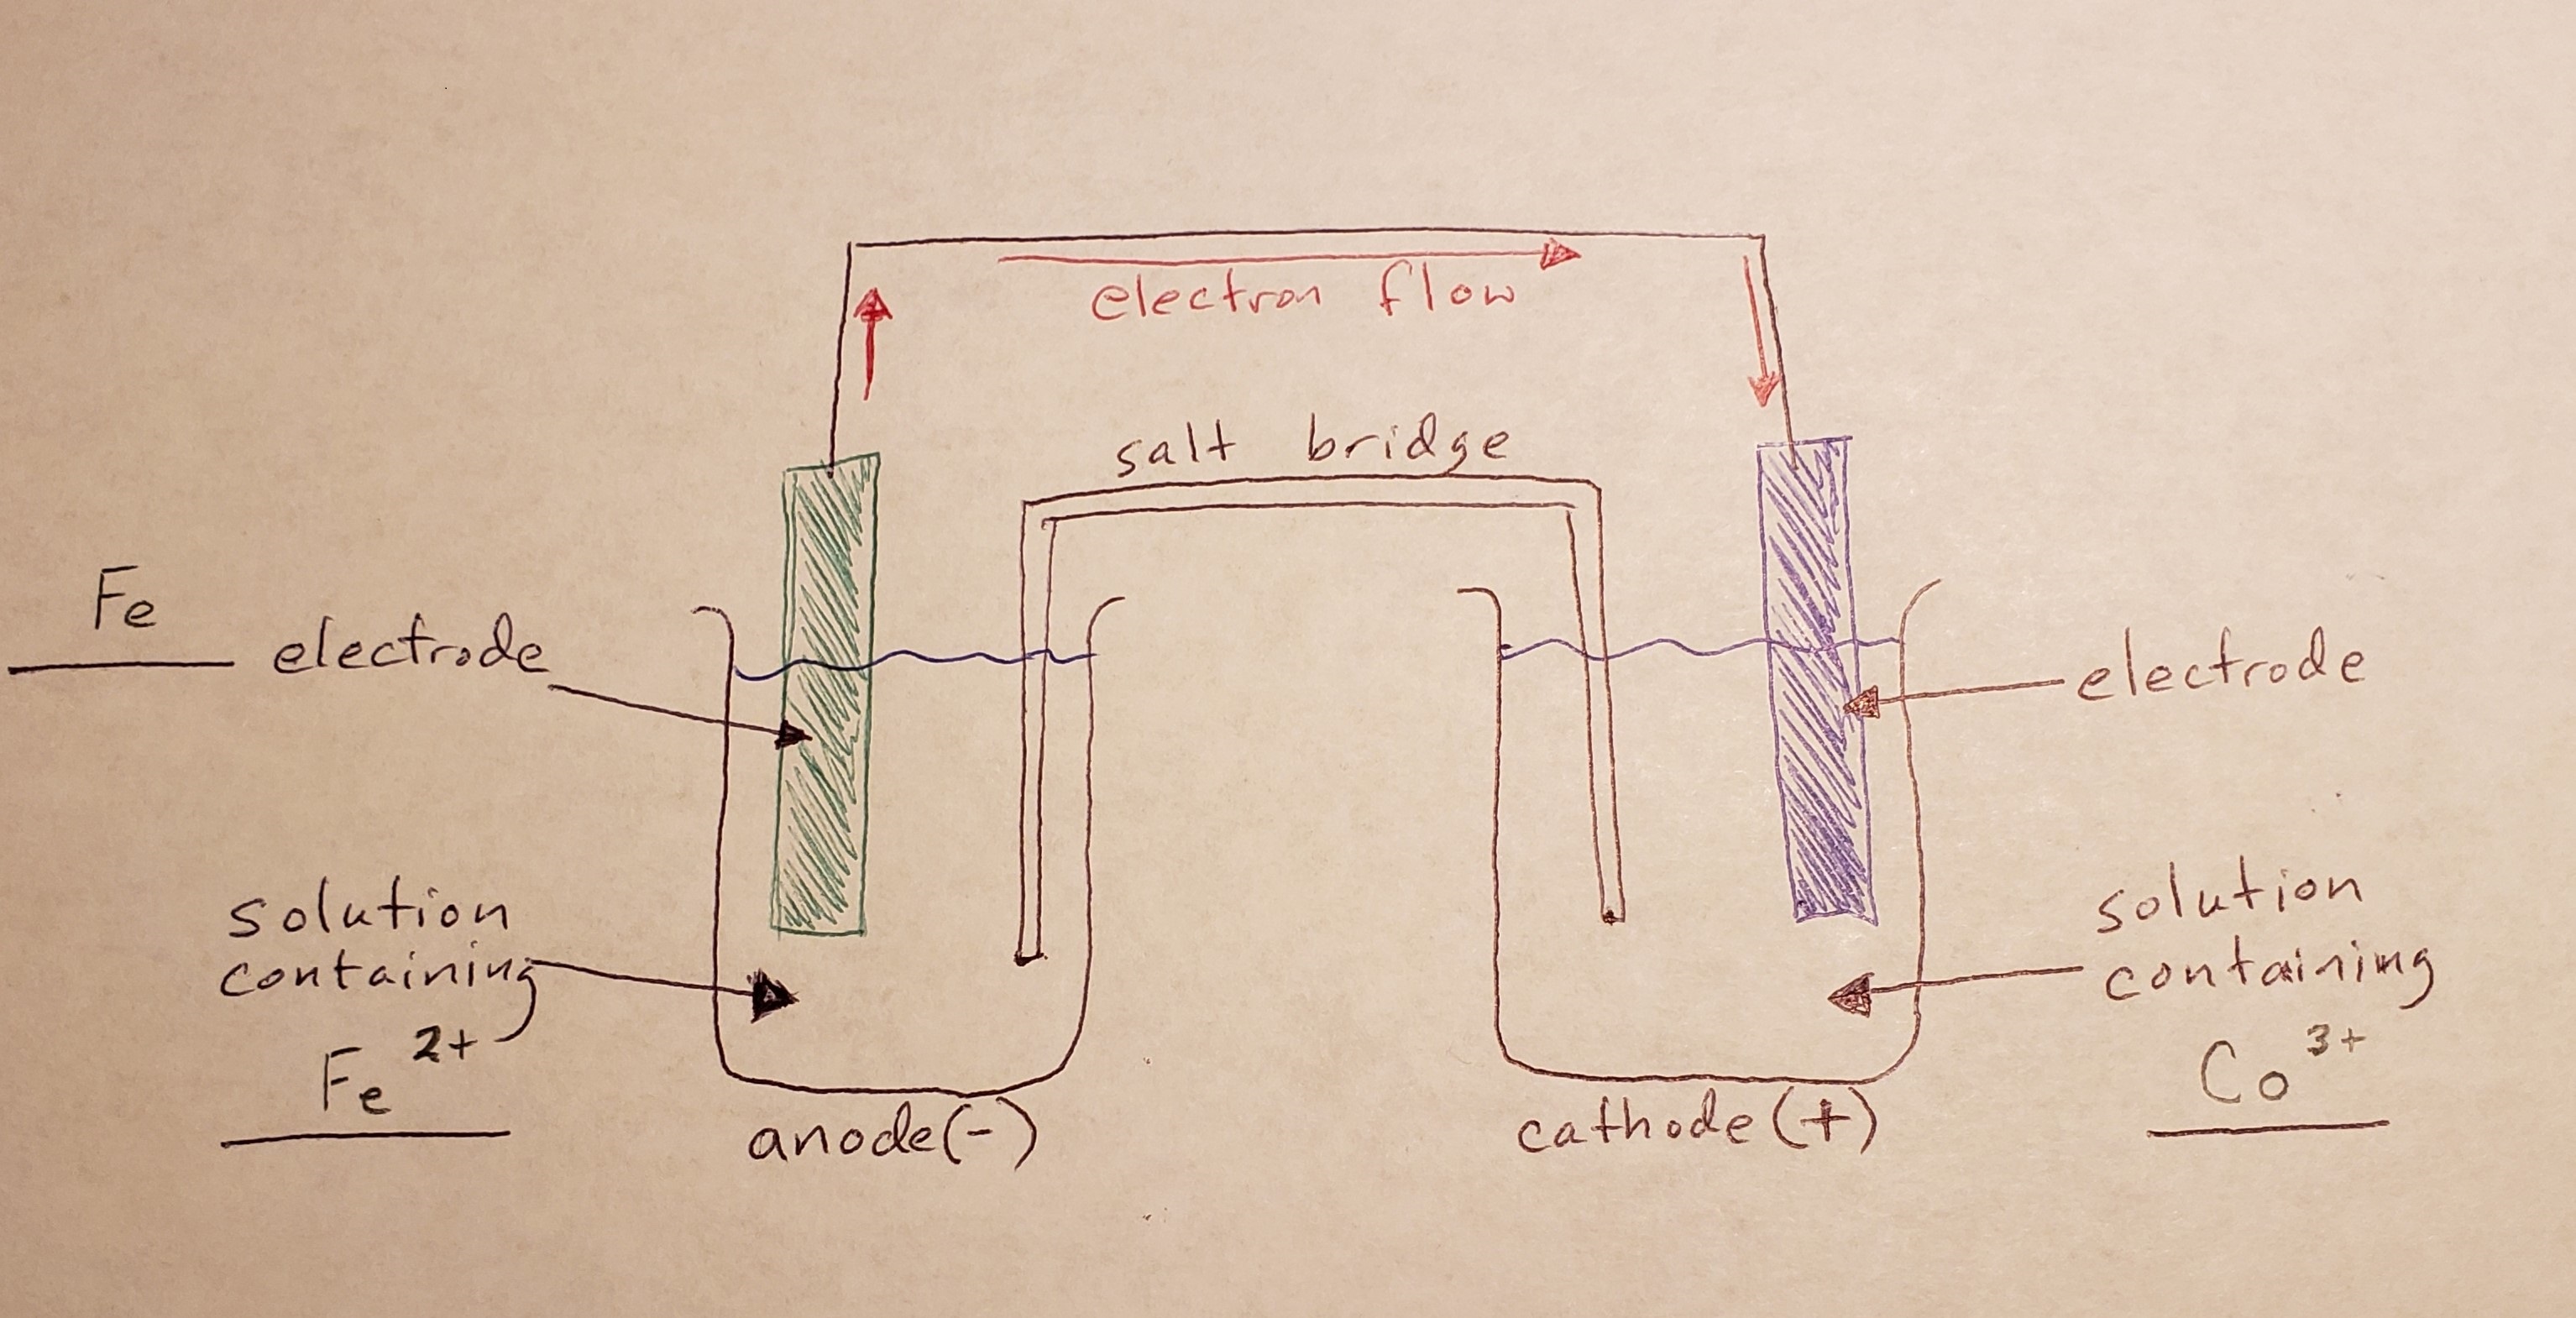 electron flow
salt bridge
Fe
electrode
electrode
solution
containing
Fe 2+
solution
containing
Co 3+
anode(-)
cathode(+)